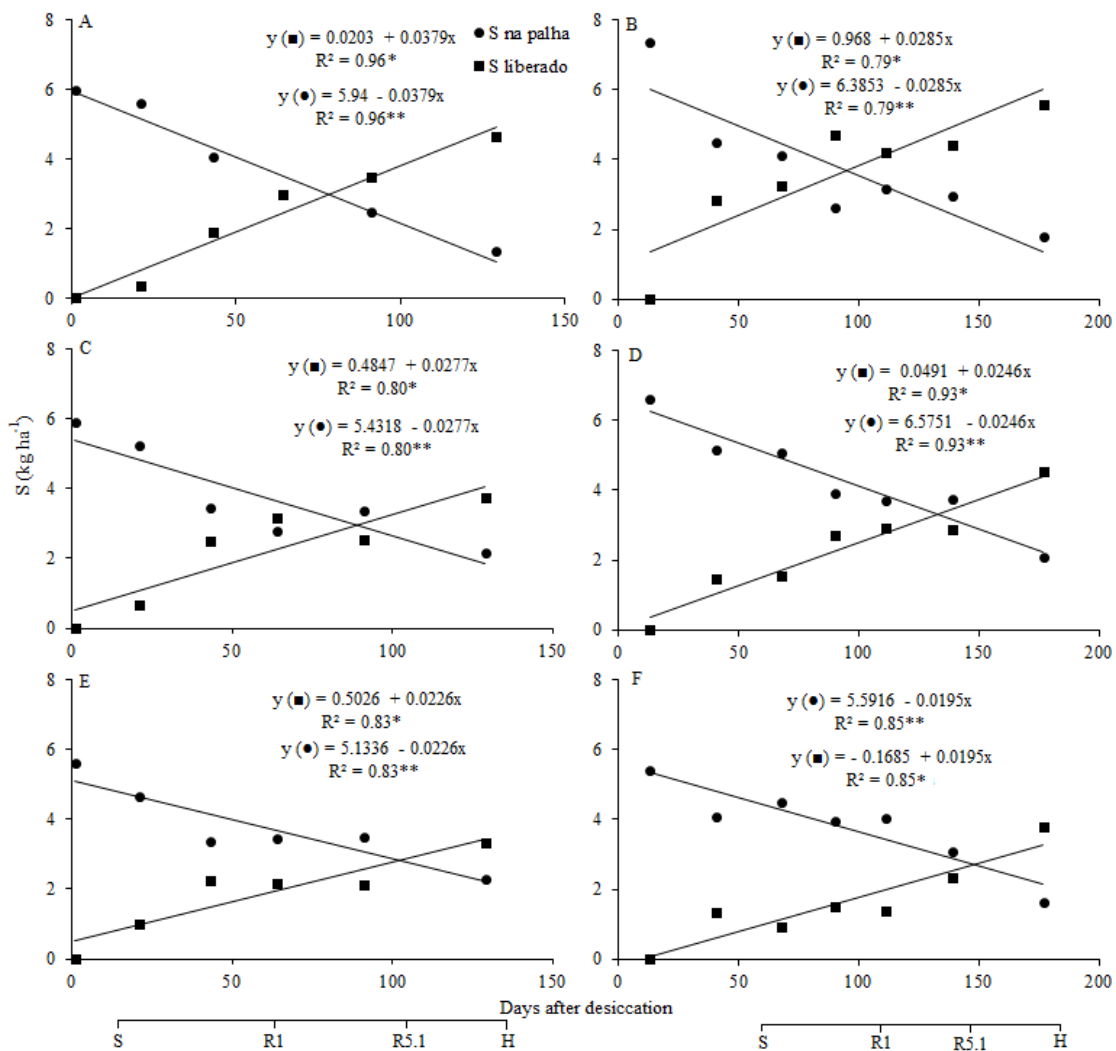 A
● S na palha
y (■) = 0.0203 + 0.0379x
R² = 0.96*
■ S liberado
y (●) = 5.94 - 0.0379x
R² = 0.96**
8
6
4
2
0
0 50 100 150
B
y (■) = 0.968 + 0.0285x
R² = 0.79*
y (●) = 6.3853 - 0.0285x
R² = 0.79**
8
6
4
2
0
0 50 100 150 200
C
y (■) = 0.4847 + 0.0277x
R² = 0.80*
y (●) = 5.4318 - 0.0277x
R² = 0.80**
8
6
4
2
0
0 50 100 150
S (kg ha⁻¹)
D
y (■) = 0.0491 + 0.0246x
R² = 0.93*
y (●) = 6.5751 - 0.0246x
R² = 0.93**
8
6
4
2
0
0 50 100 150 200
E
y (■) = 0.5026 + 0.0226x
R² = 0.83*
y (●) = 5.1336 - 0.0226x
R² = 0.83**
8
6
4
2
0
0 50 100 150
F
y (●) = 5.5916 - 0.0195x
R² = 0.85**
y (■) = - 0.1685 + 0.0195x
R² = 0.85*
8
6
4
2
0
0 50 100 150 200
Days after desiccation
S R1 R5.1 H
S R1 R5.1 H